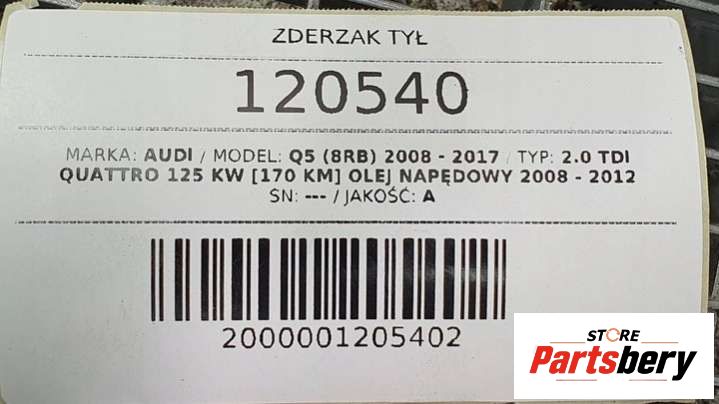 ZDERZAK TYŁ
120540
MARKA: AUDI / MODEL: Q5 (8RB) 2008 - 2017 / TYP: 2.0 TDI
QUATTRO 125 KW [170 KM] OLEJ NAPĘDOWY 2008 - 2012
SN: --- / JAKOŚĆ: A
2000001205402
STORE
Partsbery